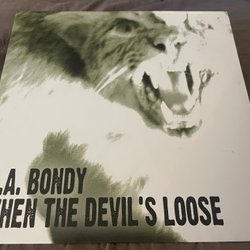 .A. BONDY
HEN THE DEVIL'S LOOSE